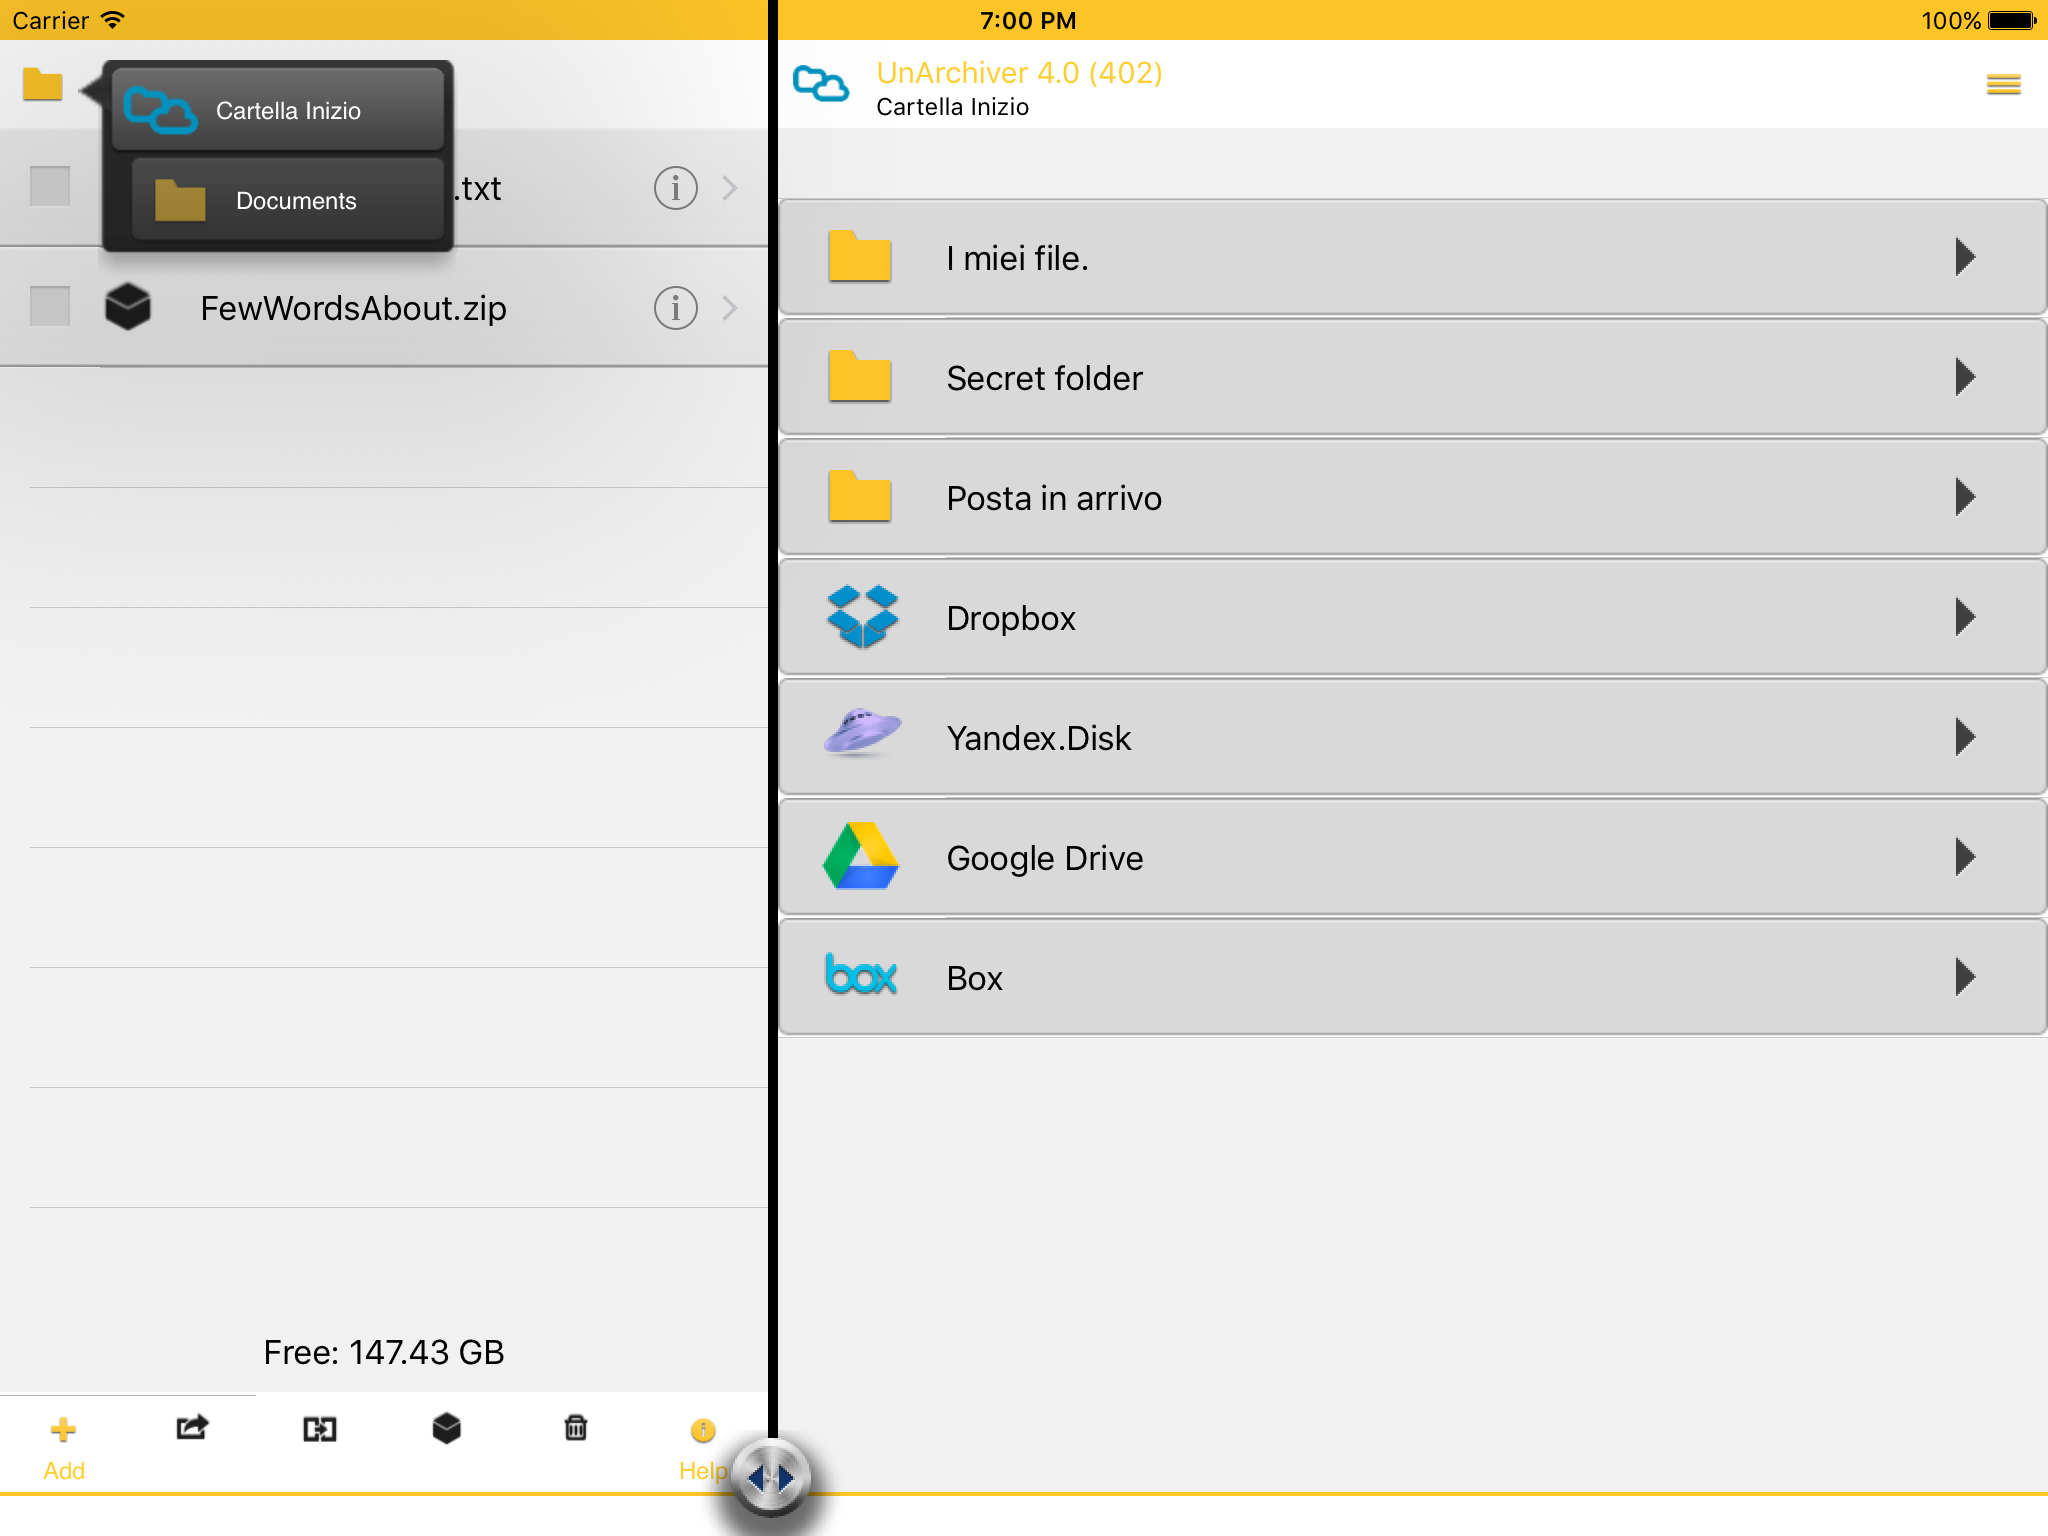 Carrier
7:00 PM
100%
Cartella Inizio
Documents
.txt
FewWordsAbout.zip
Free: 147.43 GB
Add
Help
UnArchiver 4.0 (402)
Cartella Inizio
I miei file.
Secret folder
Posta in arrivo
Dropbox
Yandex.Disk
Google Drive
box
Box